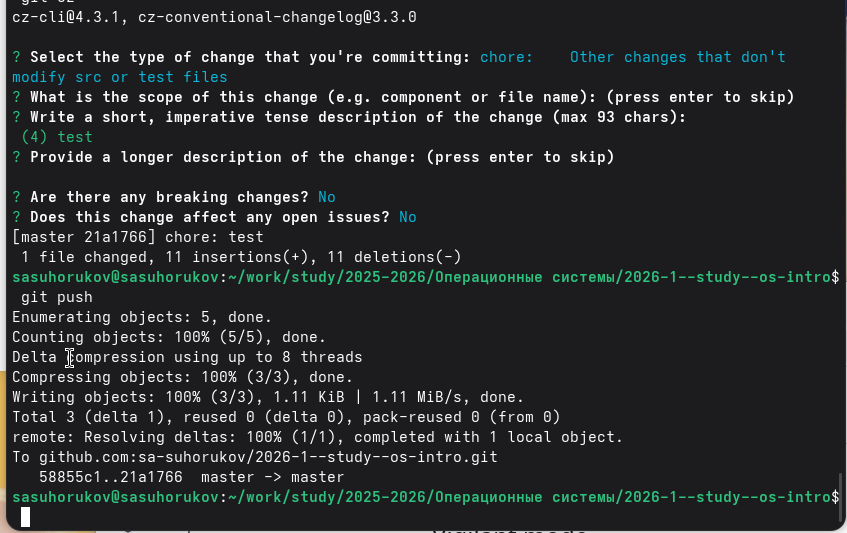 cz-cli@4.3.1, cz-conventional-changelog@3.3.0
? Select the type of change that you're committing: chore:    Other changes that don't
modify src or test files
? What is the scope of this change (e.g. component or file name): (press enter to skip)
? Write a short, imperative tense description of the change (max 93 chars):
 (4) test
? Provide a longer description of the change: (press enter to skip)
? Are there any breaking changes? No
? Does this change affect any open issues? No
[master 21a1766] chore: test
 1 file changed, 11 insertions(+), 11 deletions(-)
sasuhorukov@sasuhorukov:~/work/study/2025-2026/Операционные системы/2026-1--study--os-intro$
 git push
Enumerating objects: 5, done.
Counting objects: 100% (5/5), done.
Delta compression using up to 8 threads
Compressing objects: 100% (3/3), done.
Writing objects: 100% (3/3), 1.11 KiB | 1.11 MiB/s, done.
Total 3 (delta 1), reused 0 (delta 0), pack-reused 0 (from 0)
remote: Resolving deltas: 100% (1/1), completed with 1 local object.
To github.com:sa-suhorukov/2026-1--study--os-intro.git
   58855c1..21a1766  master -> master
sasuhorukov@sasuhorukov:~/work/study/2025-2026/Операционные системы/2026-1--study--os-intro$